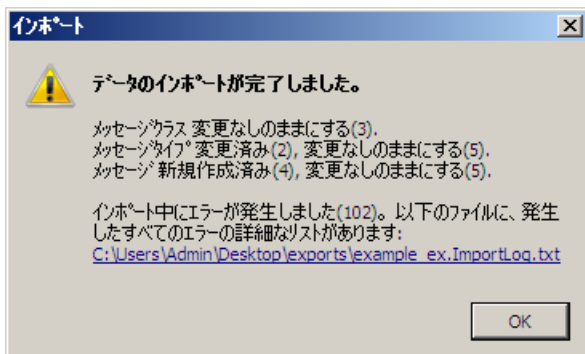 インポート
データのインポートが完了しました。
メッセージクラス 変更なしのままにする(3).
メッセージタイプ 変更済み(2), 変更なしのままにする(5).
メッセージ 新規作成済み(4), 変更なしのままにする(5).
インポート中にエラーが発生しました(102)。以下のファイルに、発生
したすべてのエラーの詳細なリストがあります:
C:\Users\Admin\Desktop\exports\example_ex.ImportLog.txt
OK